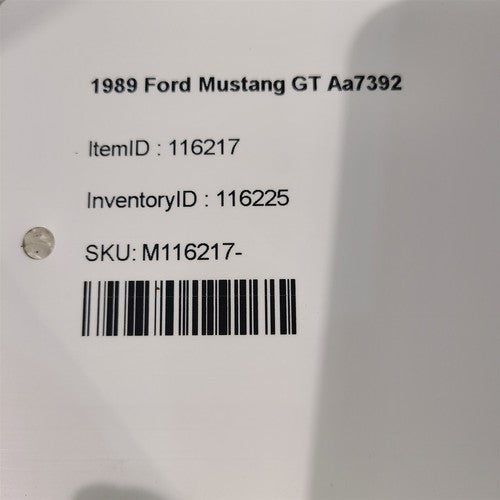 1989 Ford Mustang GT Aa7392
ItemID : 116217
InventoryID : 116225
SKU: M116217-